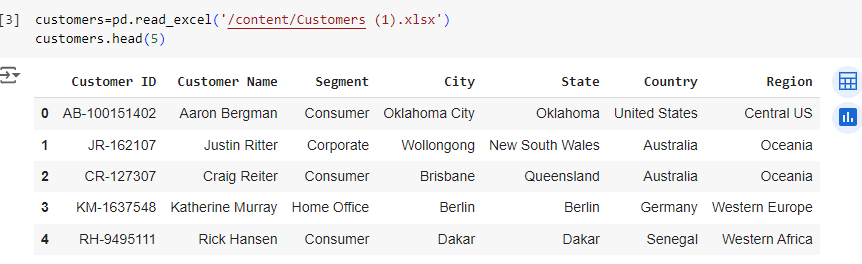 [3] customers=pd.read_excel('/content/Customers (1).xlsx')
customers.head(5)
Customer ID Customer Name Segment City State Country Region
0 AB-100151402 Aaron Bergman Consumer Oklahoma City Oklahoma United States Central US
1 JR-162107 Justin Ritter Corporate Wollongong New South Wales Australia Oceania
2 CR-127307 Craig Reiter Consumer Brisbane Queensland Australia Oceania
3 KM-1637548 Katherine Murray Home Office Berlin Berlin Germany Western Europe
4 RH-9495111 Rick Hansen Consumer Dakar Dakar Senegal Western Africa